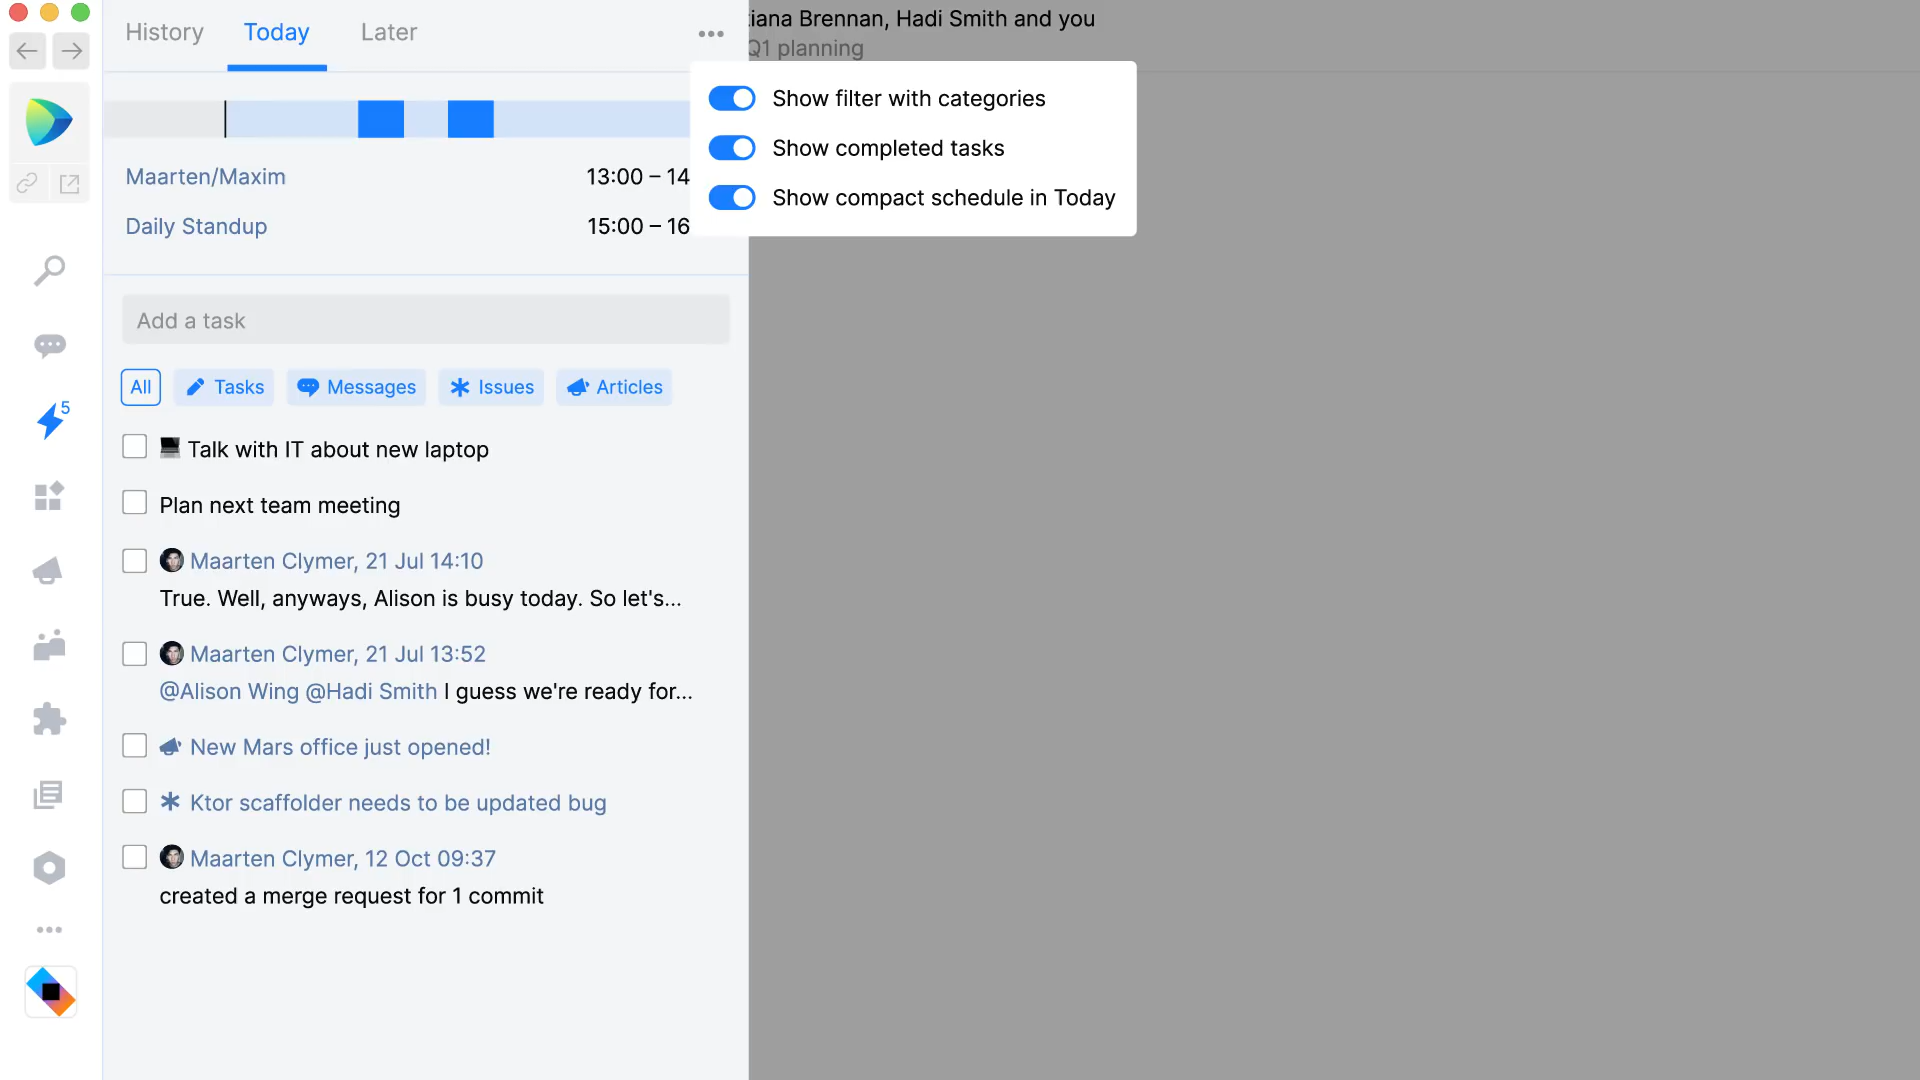 History Today Later
Brennan, Hadi Smith and you
Q1 planning
Show filter with categories
Show completed tasks
Show compact schedule in Today
Maarten/Maxim 13:00 – 14
Daily Standup 15:00 – 16
Add a task
All Tasks Messages Issues Articles
5
Talk with IT about new laptop
Plan next team meeting
Maarten Clymer, 21 Jul 14:10
True. Well, anyways, Alison is busy today. So let's...
Maarten Clymer, 21 Jul 13:52
@Alison Wing @Hadi Smith I guess we're ready for...
New Mars office just opened!
Ktor scaffolder needs to be updated bug
Maarten Clymer, 12 Oct 09:37
created a merge request for 1 commit